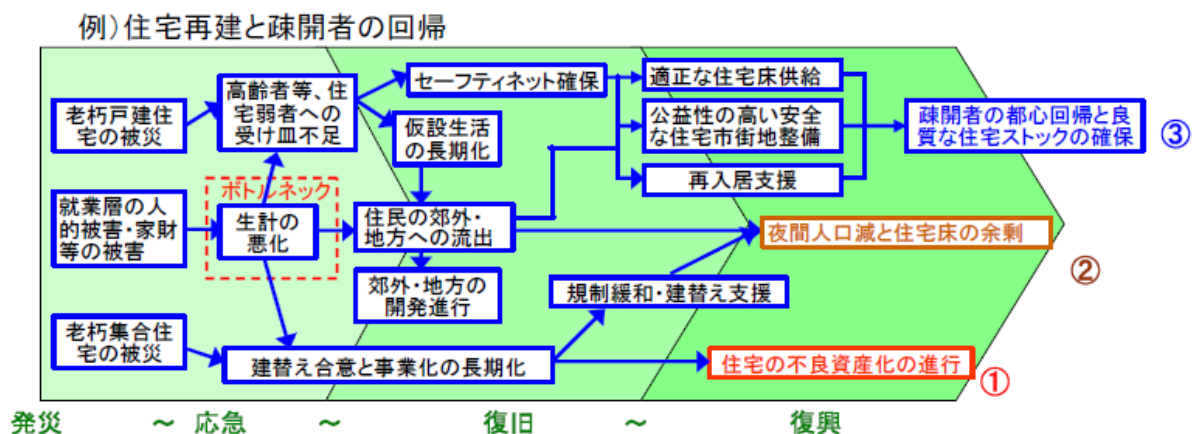 例）住宅再建と疎開者の回帰
老朽戸建住
宅の被災
高齢者等、住
宅弱者への
受け皿不足
セーフティネット確保
適正な住宅床供給
仮設生活
の長期化
公益性の高い安全
な住宅市街地整備
疎開者の都心回帰と良
質な住宅ストックの確保
③
再入居支援
ボトルネック
就業層の人
的被害・家財
等の被害
生計の
悪化
住民の郊外・
地方への流出
夜間人口減と住宅床の余剰
②
郊外・地方の
開発進行
規制緩和・建替え支援
老朽集合住
宅の被災
建替え合意と事業化の長期化
住宅の不良資産化の進行
①
発災 ～ 応急 ～ 復旧 ～ 復興